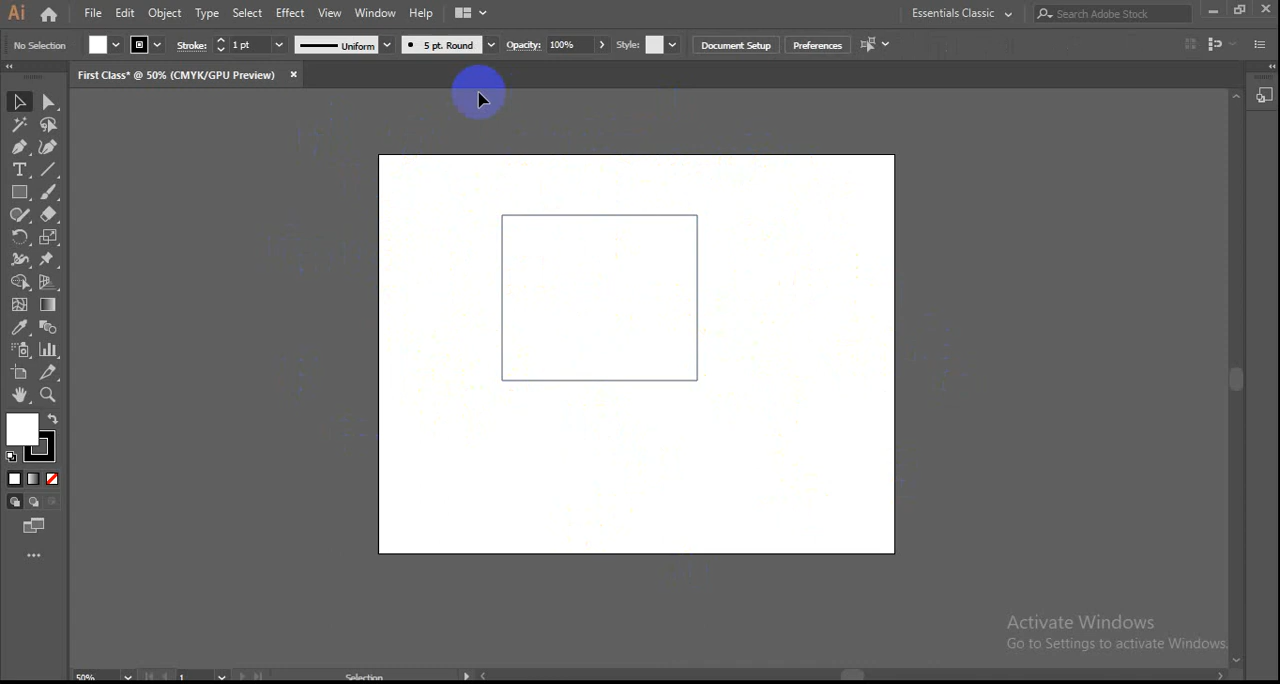 Ai File Edit Object Type Select Effect View Window Help Essentials Classic Search Adobe Stock
No Selection Stroke: 1 pt Uniform 5 pt. Round Opacity: 100% Style: Document Setup Preferences
First Class* @ 50% (CMYK/GPU Preview)
Activate Windows
Go to Settings to activate Windows.
50% 1 Selection